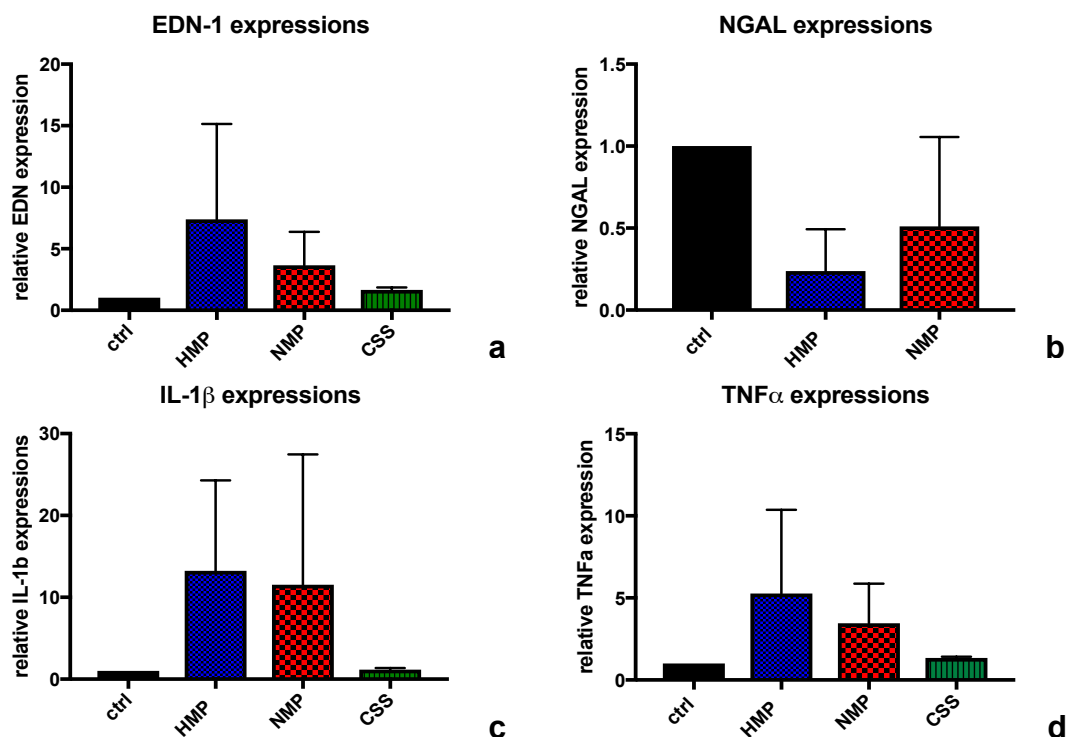 EDN-1 expressions
relative EDN expression
20
15
10
5
0
ctrl
HMP
NMP
CSS
a
NGAL expressions
relative NGAL expression
1.5
1.0
0.5
0.0
ctrl
HMP
NMP
b
IL-1β expressions
relative IL-1b expressions
30
20
10
0
ctrl
HMP
NMP
CSS
c
TNFα expressions
relative TNFa expression
15
10
5
0
ctrl
HMP
NMP
CSS
d